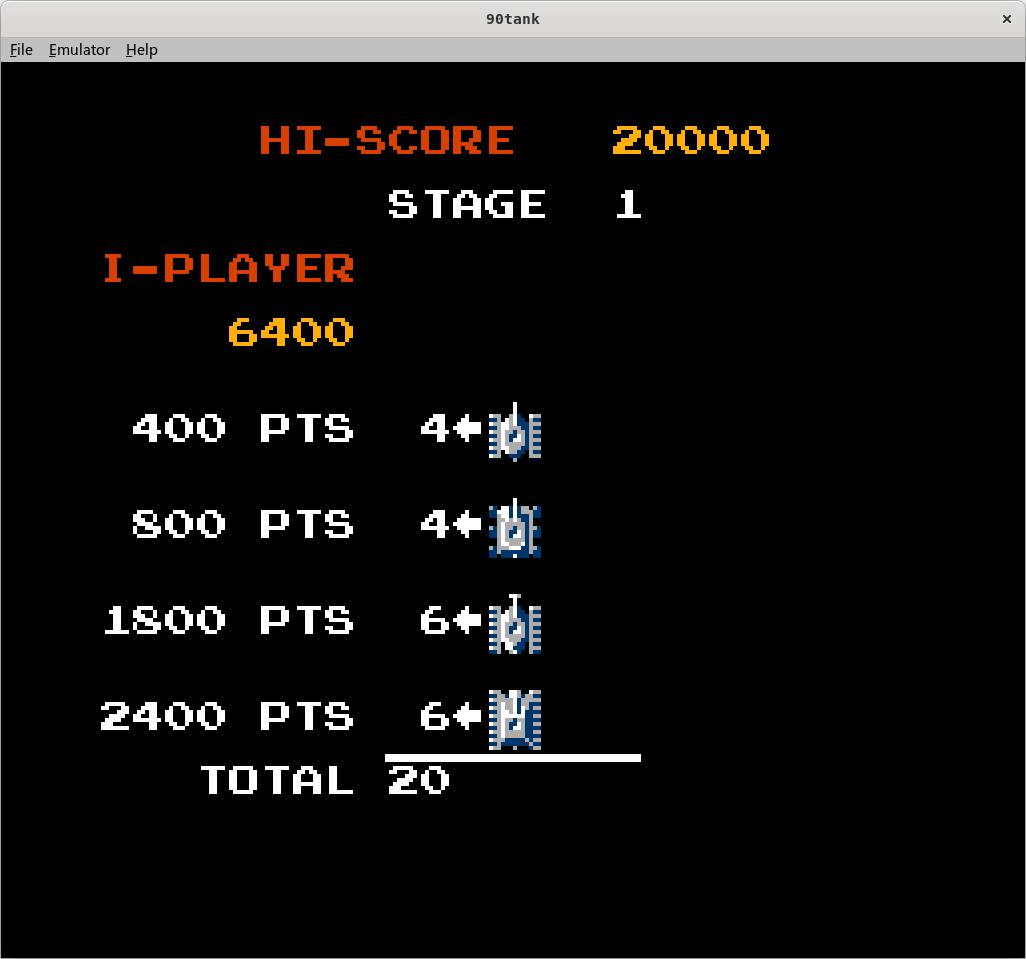 90tank ×
File Emulator Help
HI-SCORE 20000
STAGE 1
I-PLAYER
6400
400 PTS 4
800 PTS 4
1800 PTS 6
2400 PTS 6
TOTAL 20